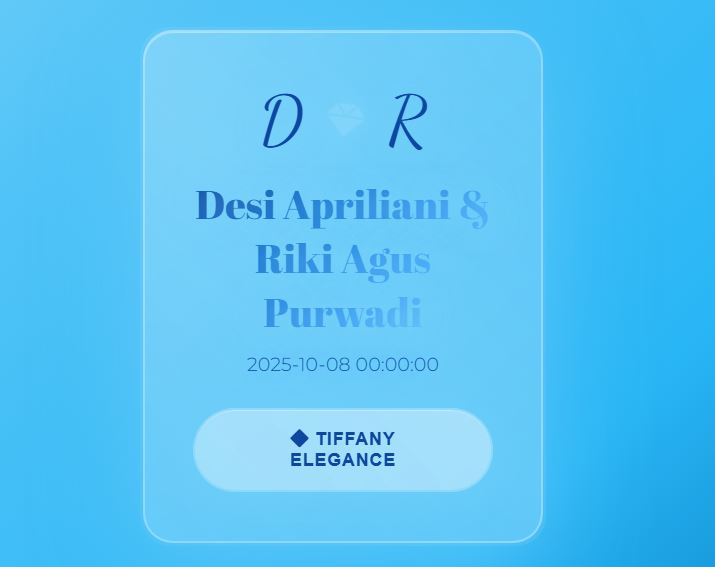 D R
Desi Apriliani &
Riki Agus
Purwadi
2025-10-08 00:00:00
◆ TIFFANY
ELEGANCE